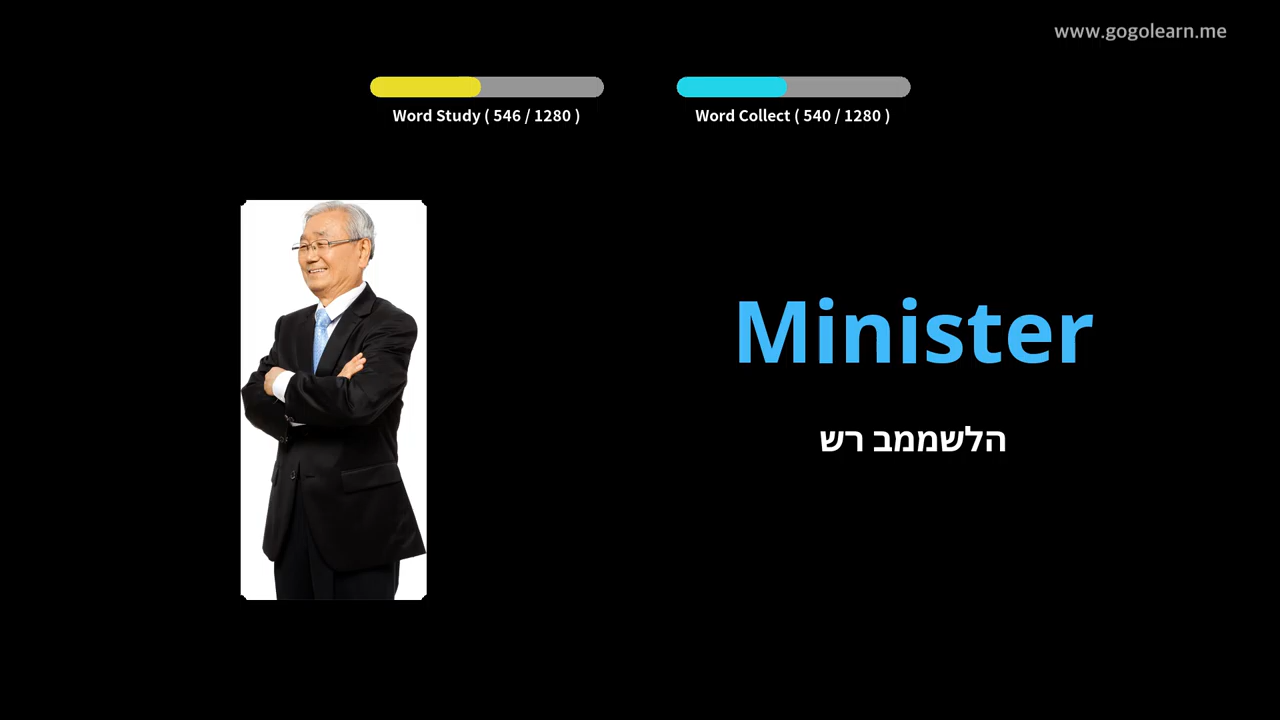 www.gogolearn.me
Word Study ( 546 / 1280 )
Word Collect ( 540 / 1280 )
Minister
הלשממב רש